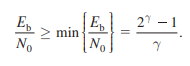 E_b/N_0 ≥ min{E_b/N_0} = (2^γ − 1)/γ.